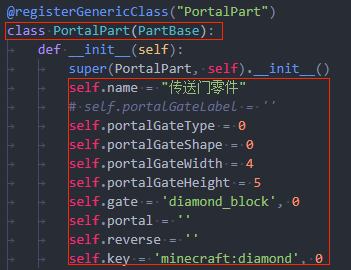 @registerGenericClass("PortalPart")
class PortalPart(PartBase):
def __init__(self):
super(PortalPart, self).__init__()
self.name = "传送门零件"
# self.portalGateLabel = ''
self.portalGateType = 0
self.portalGateShape = 0
self.portalGateWidth = 4
self.portalGateHeight = 5
self.gate = 'diamond_block', 0
self.portal = ''
self.reverse = ''
self.key = 'minecraft:diamond', 0